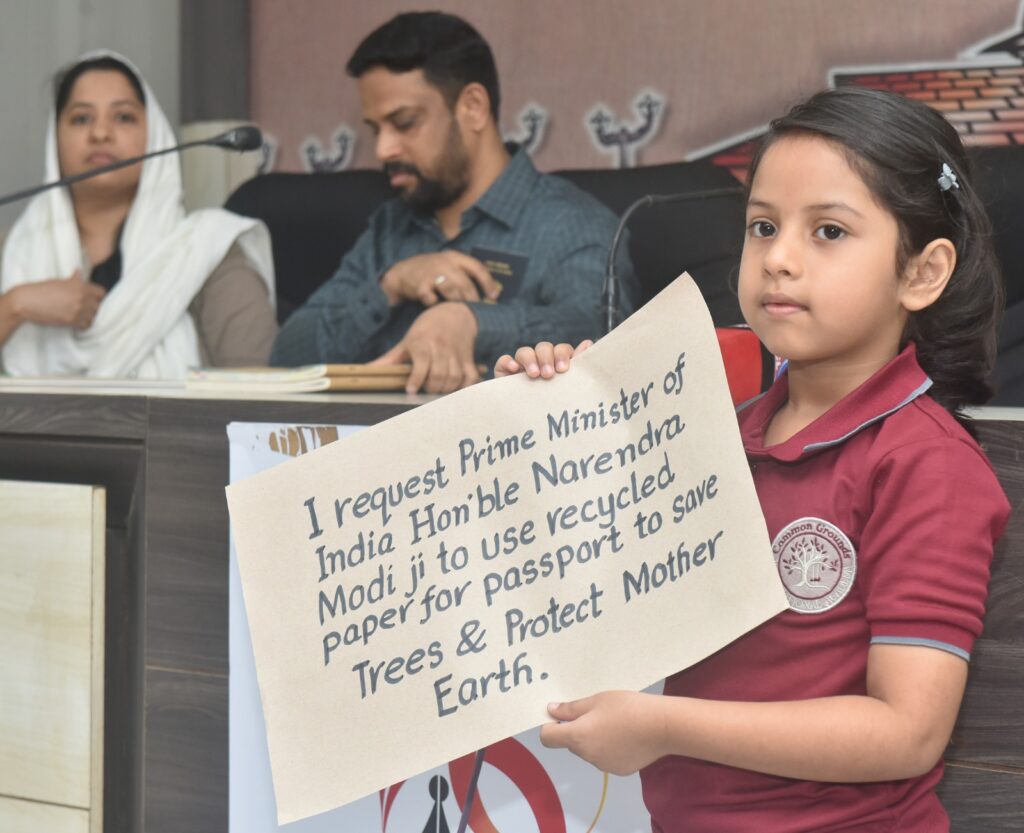 I request Prime Minister of
India Hon'ble Narendra
Modi ji to use recycled
paper for passport to save
Trees & Protect Mother
Earth.
Common Grounds